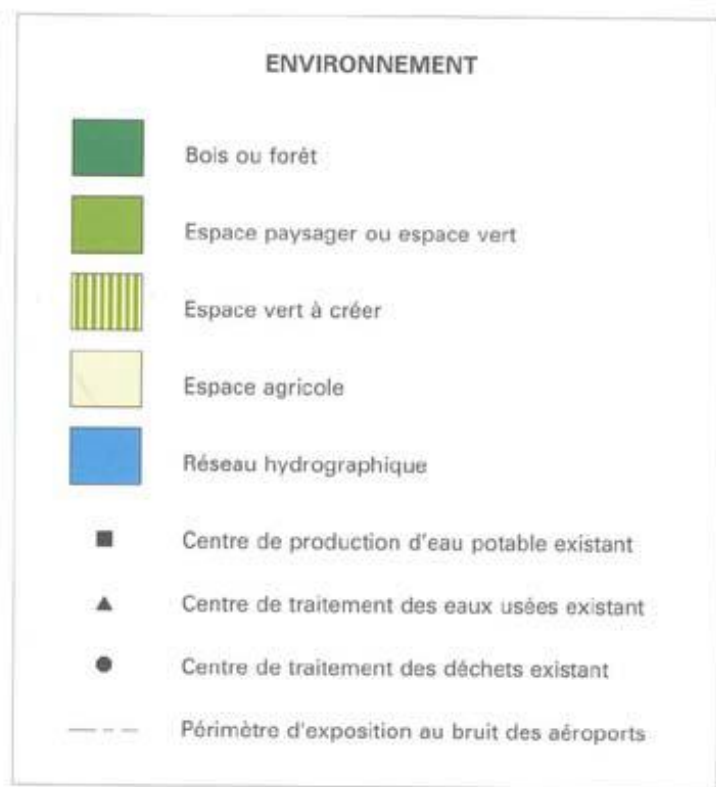 ENVIRONNEMENT
Bois ou forêt
Espace paysager ou espace vert
Espace vert à créer
Espace agricole
Réseau hydrographique
Centre de production d'eau potable existant
Centre de traitement des eaux usées existant
Centre de traitement des déchets existant
Périmètre d'exposition au bruit des aéroports